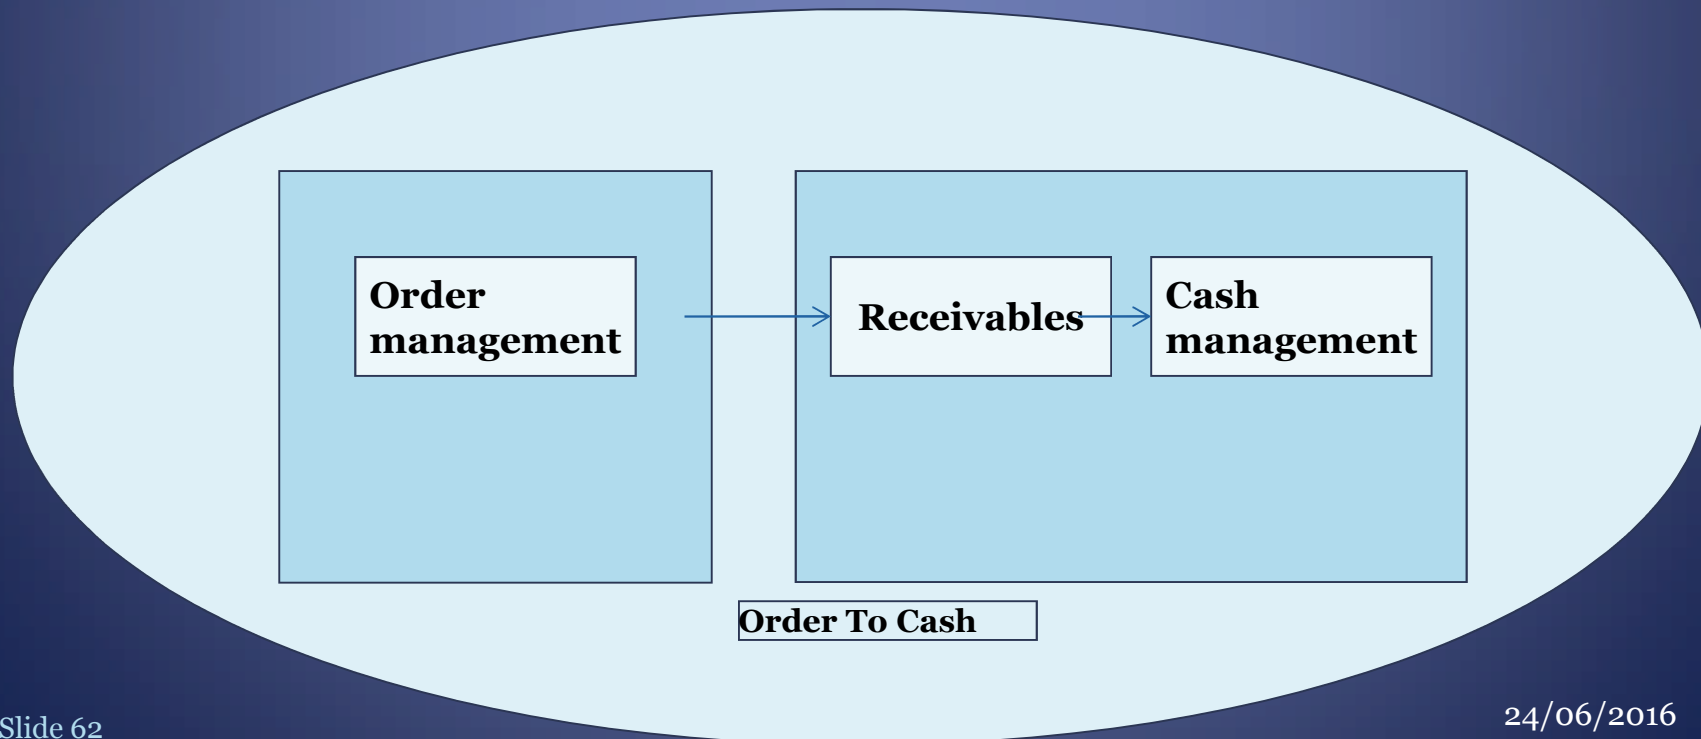 Order
management
Receivables
Cash
management
Order To Cash
Slide 62
24/06/2016